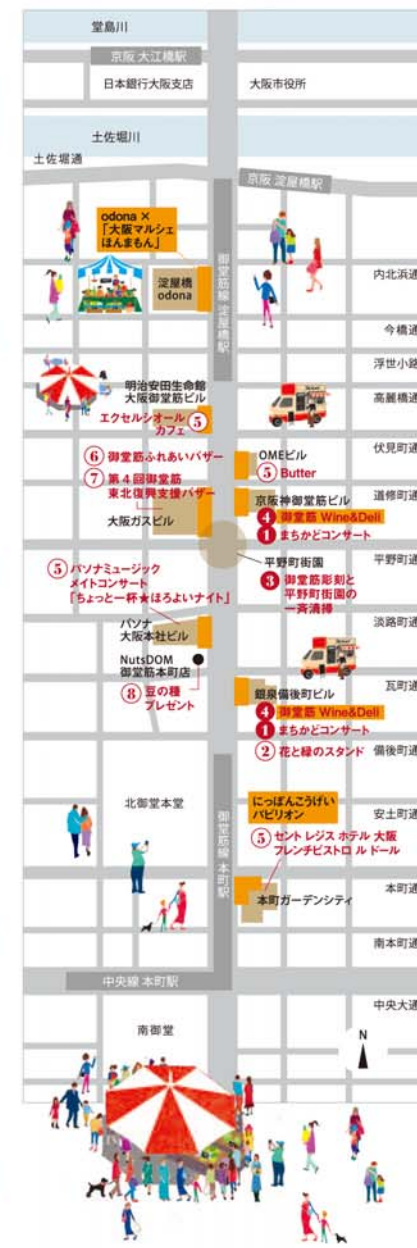 堂島川
京阪 大江橋駅
日本銀行大阪支店
大阪市役所
土佐堀川
土佐堀通
京阪 淀屋橋駅
odona ×
「大阪マルシェ
ほんまもん」
淀屋橋
odona
御堂筋線 淀屋橋駅
内北浜通
今橋通
浮世小路
明治安田生命館
大阪御堂筋ビル
高麗橋通
エクセルシオール
カフェ ⑤
⑥ 御堂筋ふれあいバザー
⑦ 第4回御堂筋
東北復興支援バザー
大阪ガスビル
OMEビル
⑤ Butter
伏見町通
京阪神御堂筋ビル
道修町通
❹ 御堂筋 Wine&Deli
❶ まちかどコンサート
平野町街園
平野町通
❸ 御堂筋彫刻と
平野町街園の
一斉清掃
⑤ パソナミュージック
メイトコンサート
「ちょっと一杯★ほろよいナイト」
パソナ
大阪本社ビル
淡路町通
NutsDOM
御堂筋本町店
⑧ 豆の種
プレゼント
瓦町通
銀泉備後町ビル
❹ 御堂筋 Wine&Deli
❶ まちかどコンサート
② 花と緑のスタンド
備後町通
北御堂本堂
御堂筋線 本町駅
にっぽんこうげい
パビリオン
安土町通
⑤ セント レジス ホテル 大阪
フレンチビストロ ル ドール
本町通
本町ガーデンシティ
南本町通
中央線 本町駅
中央大通
南御堂
N